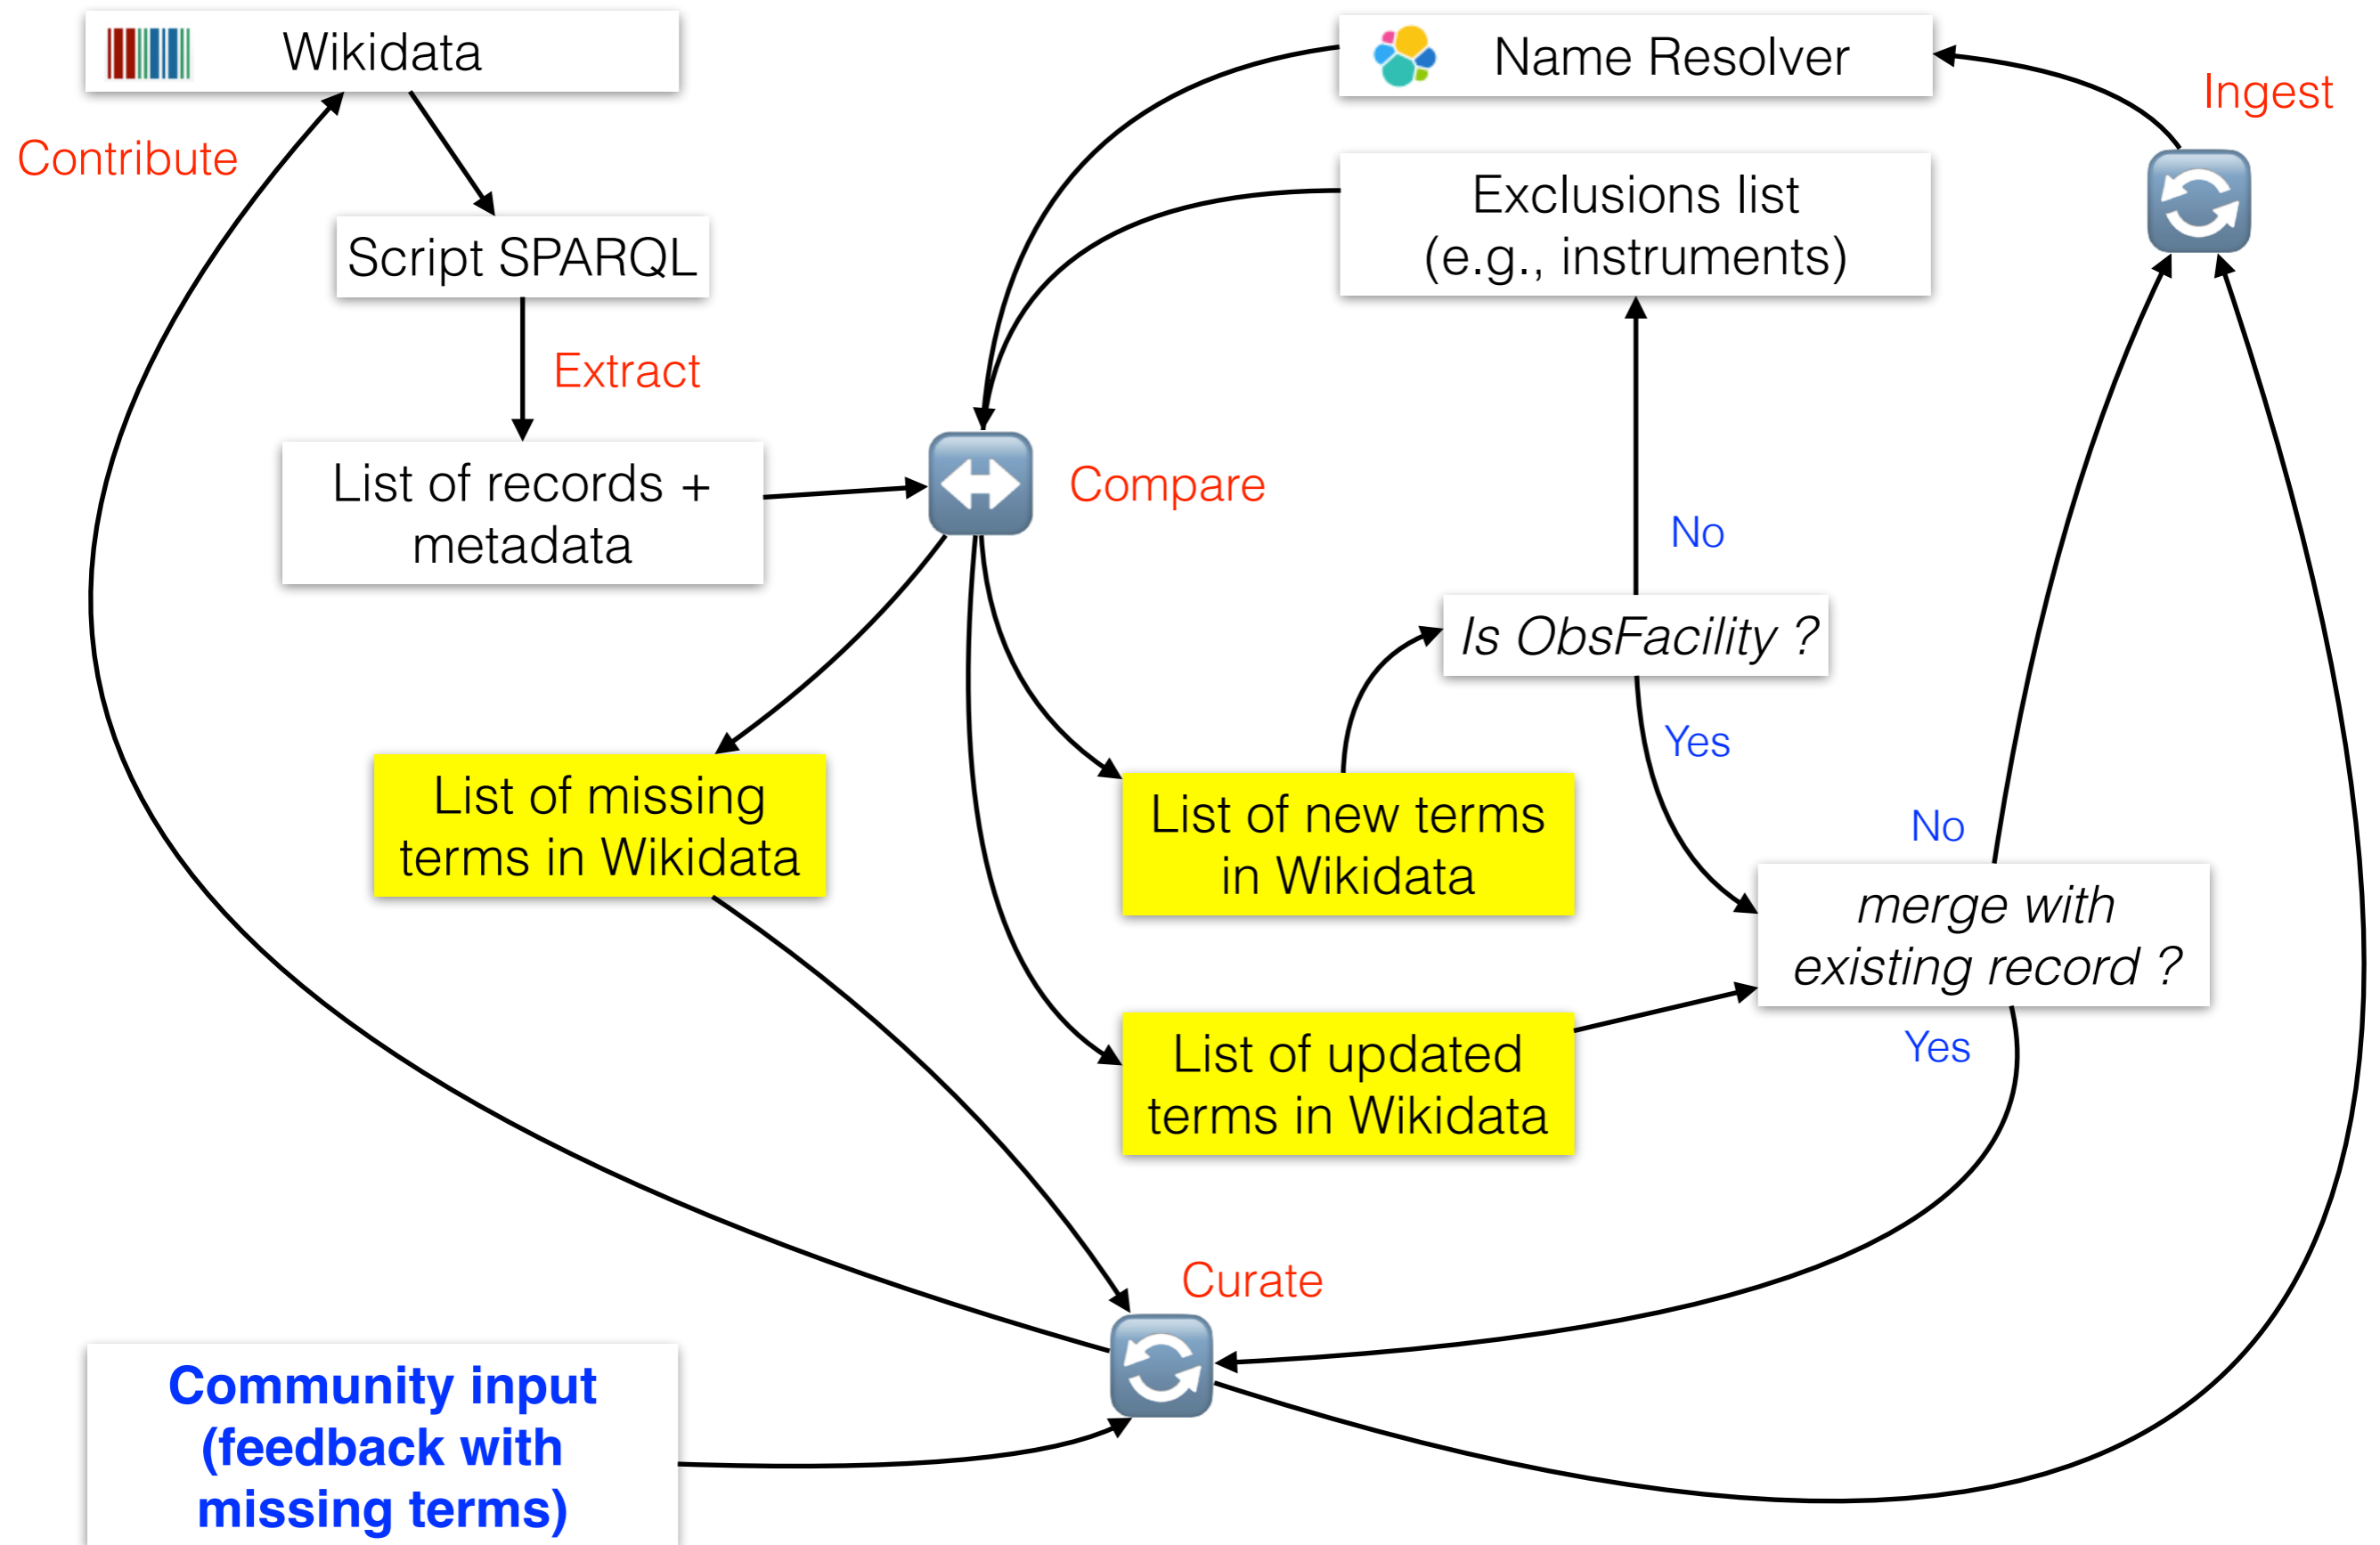 Wikidata
Name Resolver
Ingest
Contribute
Exclusions list
(e.g., instruments)
Script SPARQL
Extract
List of records +
metadata
Compare
No
Is ObsFacility ?
Yes
List of missing
terms in Wikidata
List of new terms
in Wikidata
No
merge with
existing record ?
Yes
List of updated
terms in Wikidata
Curate
Community input
(feedback with
missing terms)